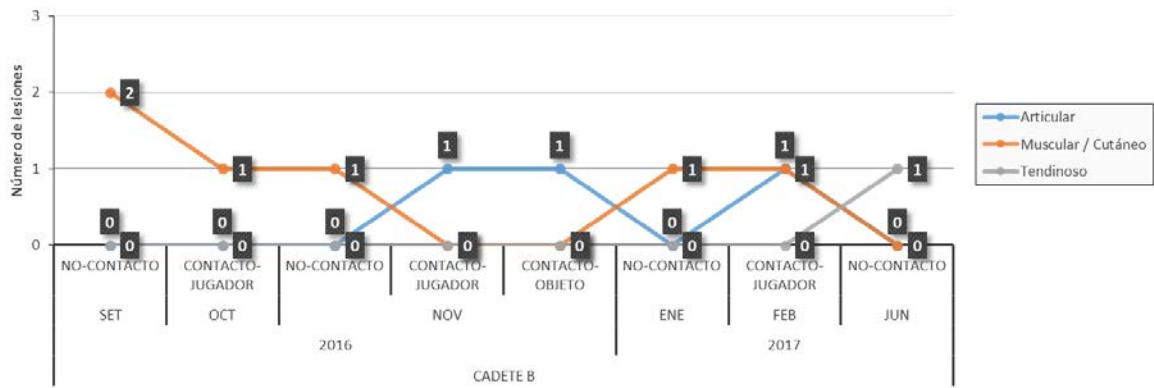 3
2
1
0
Número de lesiones
2
1
1
1
1
1
1
1
1
0
0
0
0
0
0
0
0
0
0
0
0
0
0
NO-CONTACTO
CONTACTO-
JUGADOR
NO-CONTACTO
CONTACTO-
JUGADOR
CONTACTO-
OBJETO
NO-CONTACTO
CONTACTO-
JUGADOR
NO-CONTACTO
SET
OCT
NOV
ENE
FEB
JUN
2016
2017
CADETE B
Articular
Muscular / Cutáneo
Tendinoso